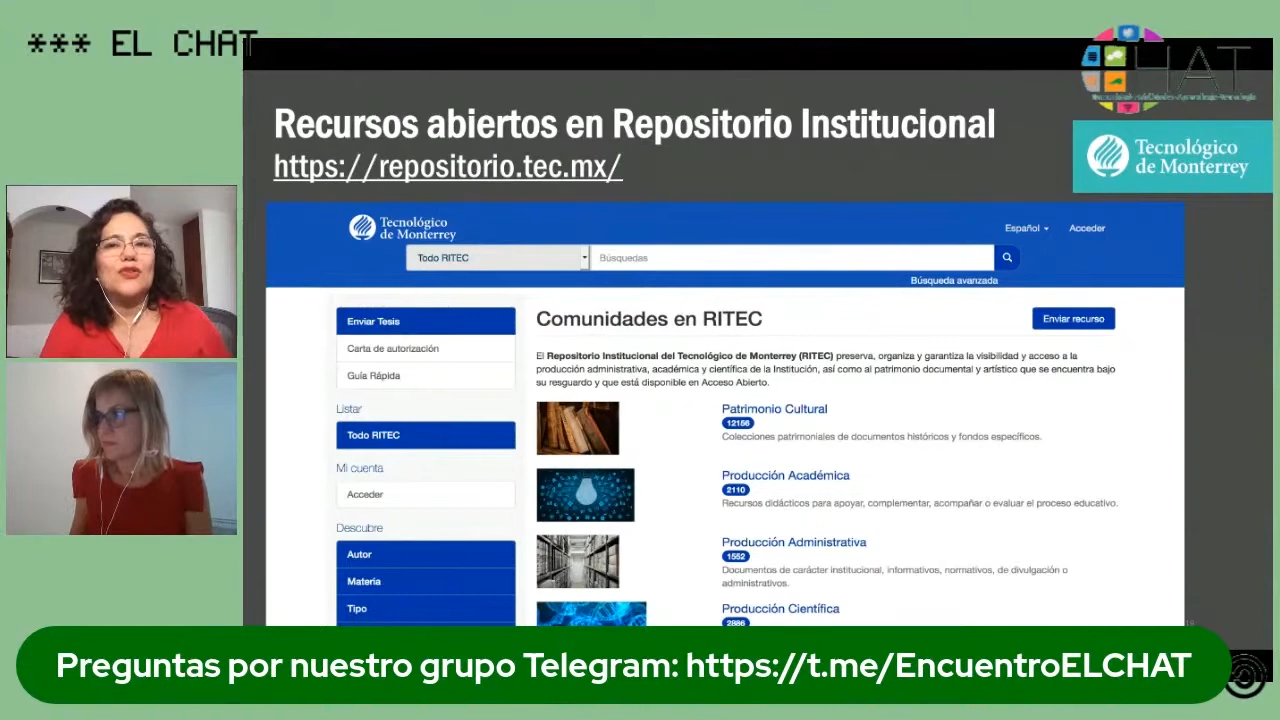 *** EL CHAT
HAT
Recursos abiertos en Repositorio Institucional
https://repositorio.tec.mx/
Tecnológico
de Monterrey
Tecnológico
de Monterrey
Español
Acceder
Todo RITEC
Búsquedas
Búsqueda avanzada
Enviar Tesis
Carta de autorización
Guía Rápida
Listar
Todo RITEC
Mi cuenta
Acceder
Descubre
Autor
Materia
Tipo
Comunidades en RITEC
Enviar recurso
El Repositorio Institucional del Tecnológico de Monterrey (RITEC) preserva, organiza y garantiza la visibilidad y acceso a la
producción administrativa, académica y científica de la Institución, así como al patrimonio documental y artístico que se encuentra bajo
su resguardo y que está disponible en Acceso Abierto.
Patrimonio Cultural
12156
Colecciones patrimoniales de documentos históricos y fondos específicos.
Producción Académica
2110
Recursos didácticos para apoyar, complementar, acompañar o evaluar el proceso educativo.
Producción Administrativa
1552
Documentos de carácter institucional, informativos, normativos, de divulgación o
administrativos.
Producción Científica
2886
Preguntas por nuestro grupo Telegram: https://t.me/EncuentroELCHAT